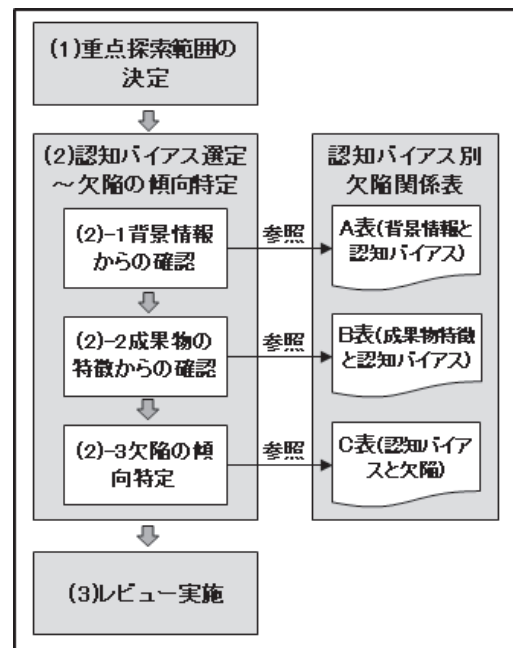 (1)重点探索範囲の
決定
(2)認知バイアス選定
～欠陥の傾向特定
認知バイアス別
欠陥関係表
(2)-1背景情報
からの確認
参照
A表(背景情報と
認知バイアス)
(2)-2成果物の
特徴からの確認
参照
B表(成果物特徴
と認知バイアス)
(2)-3欠陥の傾
向特定
参照
C表(認知バイア
スと欠陥)
(3)レビュー実施